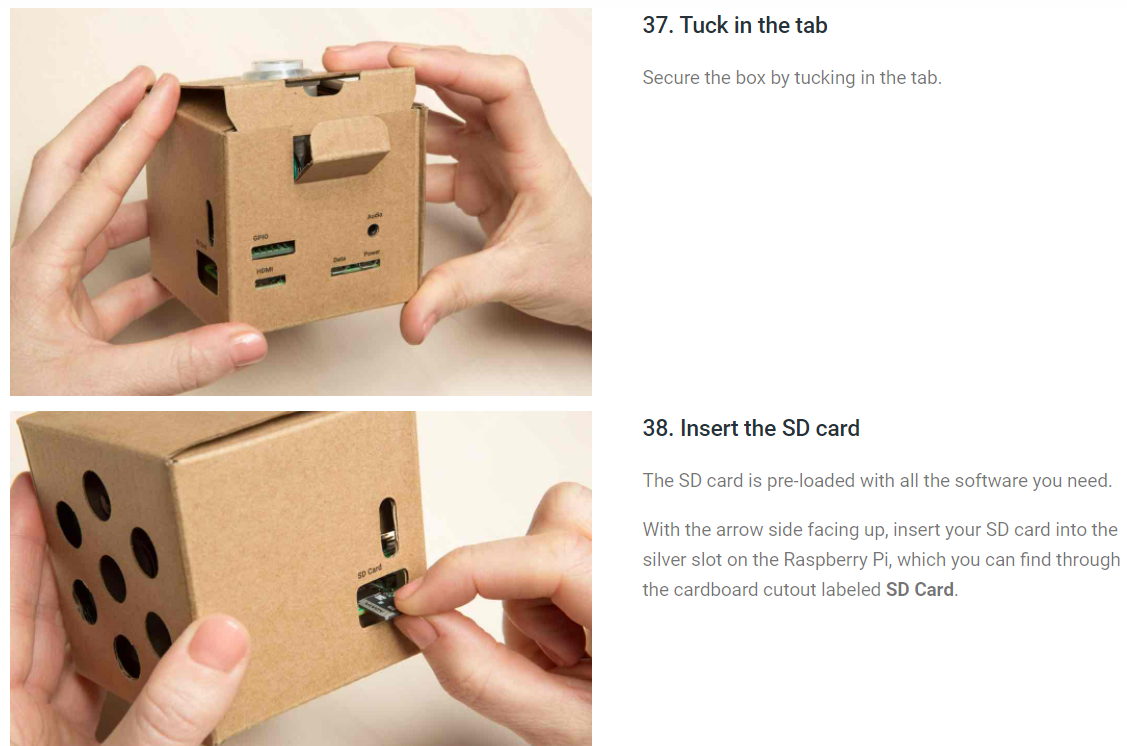 37. Tuck in the tab
Secure the box by tucking in the tab.
Audio
GPIO
Data Power
HDMI
38. Insert the SD card
The SD card is pre-loaded with all the software you need.
With the arrow side facing up, insert your SD card into the
silver slot on the Raspberry Pi, which you can find through
the cardboard cutout labeled SD Card.
SD Card